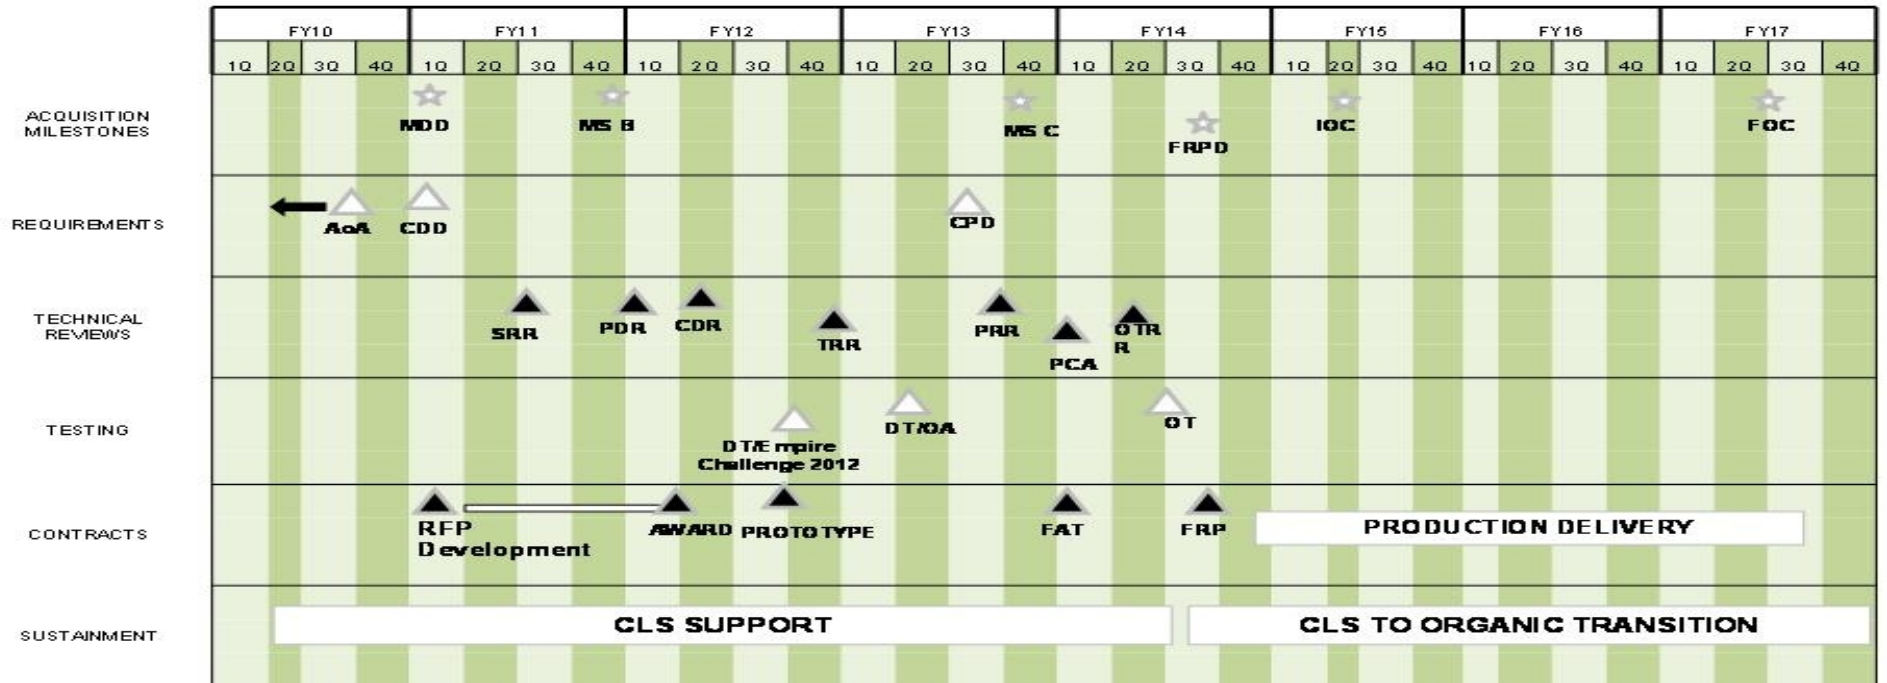 FY10 FY11 FY12 FY13 FY14 FY15 FY16 FY17
1Q 2Q 3Q 4Q 1Q 2Q 3Q 4Q 1Q 2Q 3Q 4Q 1Q 2Q 3Q 4Q 1Q 2Q 3Q 4Q 1Q 2Q 3Q 4Q 1Q 2Q 3Q 4Q 1Q 2Q 3Q 4Q
ACQUISITION
MILESTONES
MDD MS B MS C IOC FOC
FRPD
REQUIREMENTS
AoA CDD CPD
TECHNICAL
REVIEWS
SRR PDR CDR TRR PRR OTR
R
PCA
TESTING
DT/OA OT
DT/Empire
Challenge 2012
CONTRACTS
RFP AWARD PROTOTYPE FAT FRP PRODUCTION DELIVERY
Development
SUSTAINMENT
CLS SUPPORT CLS TO ORGANIC TRANSITION